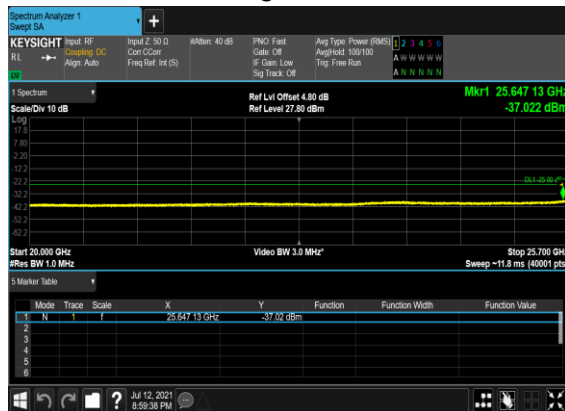 Spectrum Analyzer 1
Swept SA
+
KEYSIGHT Input: RF Input Z: 50 Ω #Atten: 40 dB PNO: Fast Avg Type: Power (RMS) 1 2 3 4 5 6
RL Coupling: DC Corr CCorr Gate: Off Avg|Hold: 100/100 A W W W W W
Align: Auto Freq Ref: Int (S) IF Gain: Low Trig: Free Run
Sig Track: Off A N N N N N
LW
1 Spectrum Ref Lvl Offset 4.80 dB Mkr1 25.647 13 GHz
Scale/Div 10 dB Ref Level 27.80 dBm -37.022 dBm
Log
17.8
7.80
-2.20
-12.2
-22.2 DL1 -25.00 d
1
-32.2
-42.2
-52.2
-62.2
Start 20.000 GHz Video BW 3.0 MHz* Stop 25.700 GH
#Res BW 1.0 MHz Sweep ~11.8 ms (40001 pts
5 Marker Table
Mode Trace Scale X Y Function Function Width Function Value
1 N 1 f 25.647 13 GHz -37.02 dBm
2
3
4
5
6
? Jul 12, 2021
8:59:38 PM